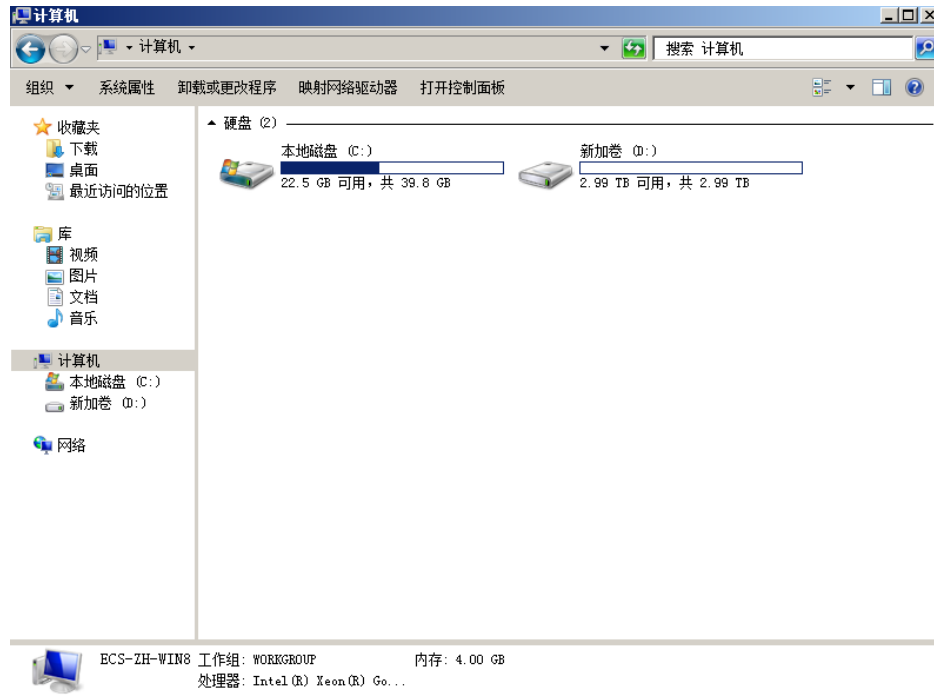 计算机
计算机
搜索 计算机
组织 系统属性 卸载或更改程序 映射网络驱动器 打开控制面板
收藏夹
下载
桌面
最近访问的位置
库
视频
图片
文档
音乐
计算机
本地磁盘 (C:)
新加卷 (D:)
网络
硬盘 (2)
本地磁盘 (C:)
22.5 GB 可用，共 39.8 GB
新加卷 (D:)
2.99 TB 可用，共 2.99 TB
ECS-ZH-WIN8 工作组: WORKGROUP 内存: 4.00 GB
处理器: Intel(R) Xeon(R) Go...